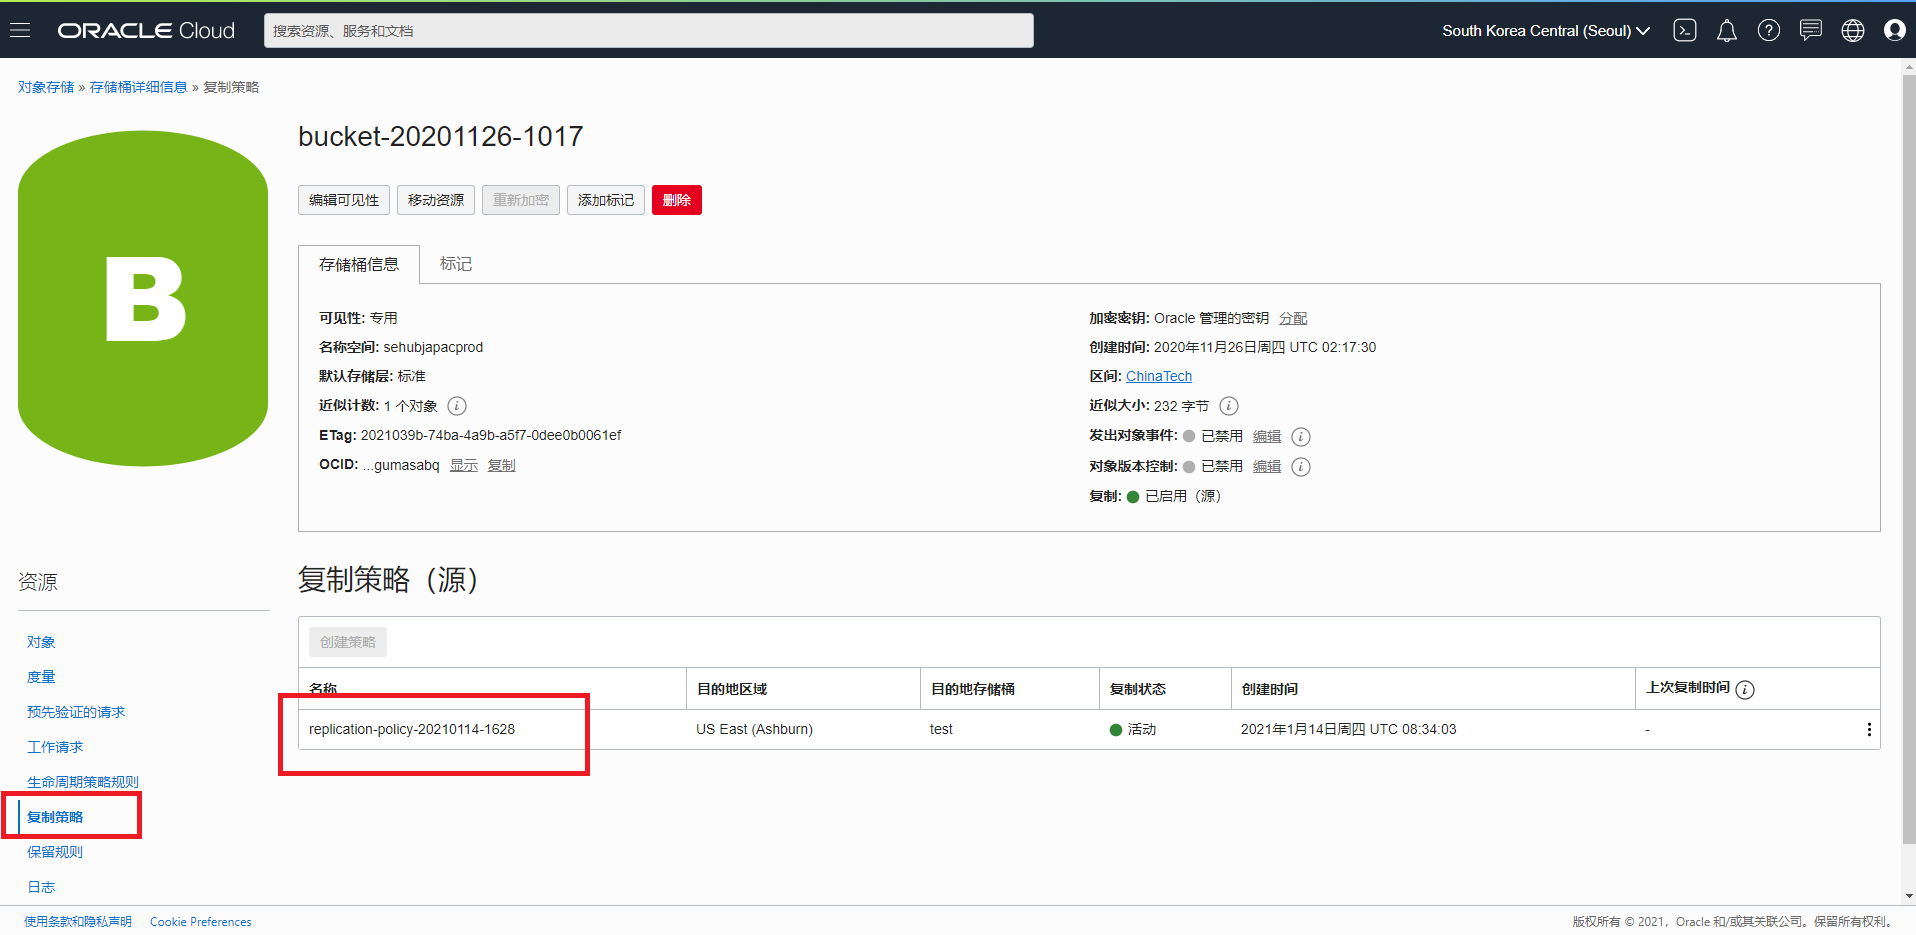 ORACLE Cloud
搜索资源、服务和文档
South Korea Central (Seoul)
对象存储 » 存储桶详细信息 » 复制策略
B
bucket-20201126-1017
编辑可见性 移动资源 重新加密 添加标记 删除
存储桶信息 标记
可见性: 专用
名称空间: sehubjapacprod
默认存储层: 标准
近似计数: 1 个对象
ETag: 2021039b-74ba-4a9b-a5f7-0dee0b0061ef
OCID: ...gumasabq 显示 复制
加密密钥: Oracle 管理的密钥 分配
创建时间: 2020年11月26日周四 UTC 02:17:30
区间: ChinaTech
近似大小: 232 字节
发出对象事件: 已禁用 编辑
对象版本控制: 已禁用 编辑
复制: 已启用（源）
资源
对象
度量
预先验证的请求
工作请求
生命周期策略规则
复制策略
保留规则
日志
复制策略（源）
创建策略
名称 目的地区域 目的地存储桶 复制状态 创建时间 上次复制时间
replication-policy-20210114-1628 US East (Ashburn) test 活动 2021年1月14日周四 UTC 08:34:03 -
使用条款和隐私声明 Cookie Preferences
版权所有 © 2021，Oracle 和/或其关联公司。保留所有权利。